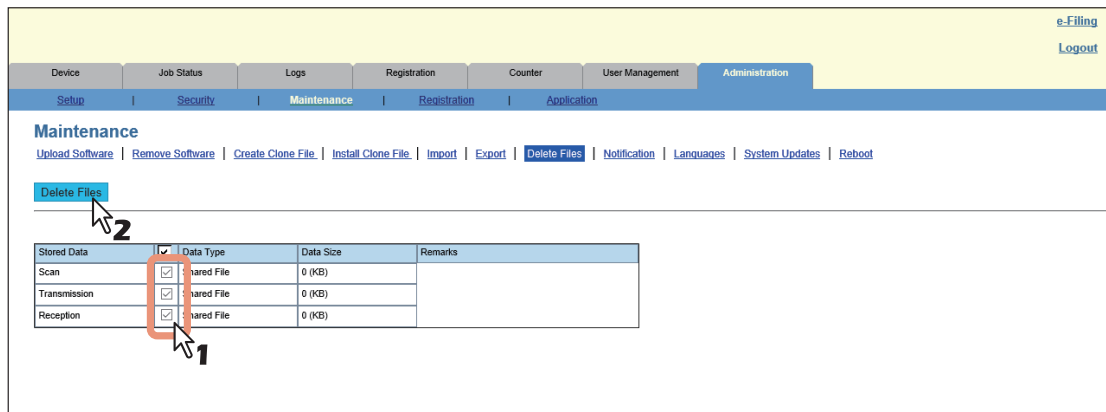 e-Filing
Logout
Device Job Status Logs Registration Counter User Management Administration
Setup | Security | Maintenance | Registration | Application
Maintenance
Upload Software | Remove Software | Create Clone File | Install Clone File | Import | Export | Delete Files | Notification | Languages | System Updates | Reboot
Delete Files
2
Stored Data Data Type Data Size Remarks
Scan Shared File 0 (KB)
Transmission Shared File 0 (KB)
Reception Shared File 0 (KB)
1